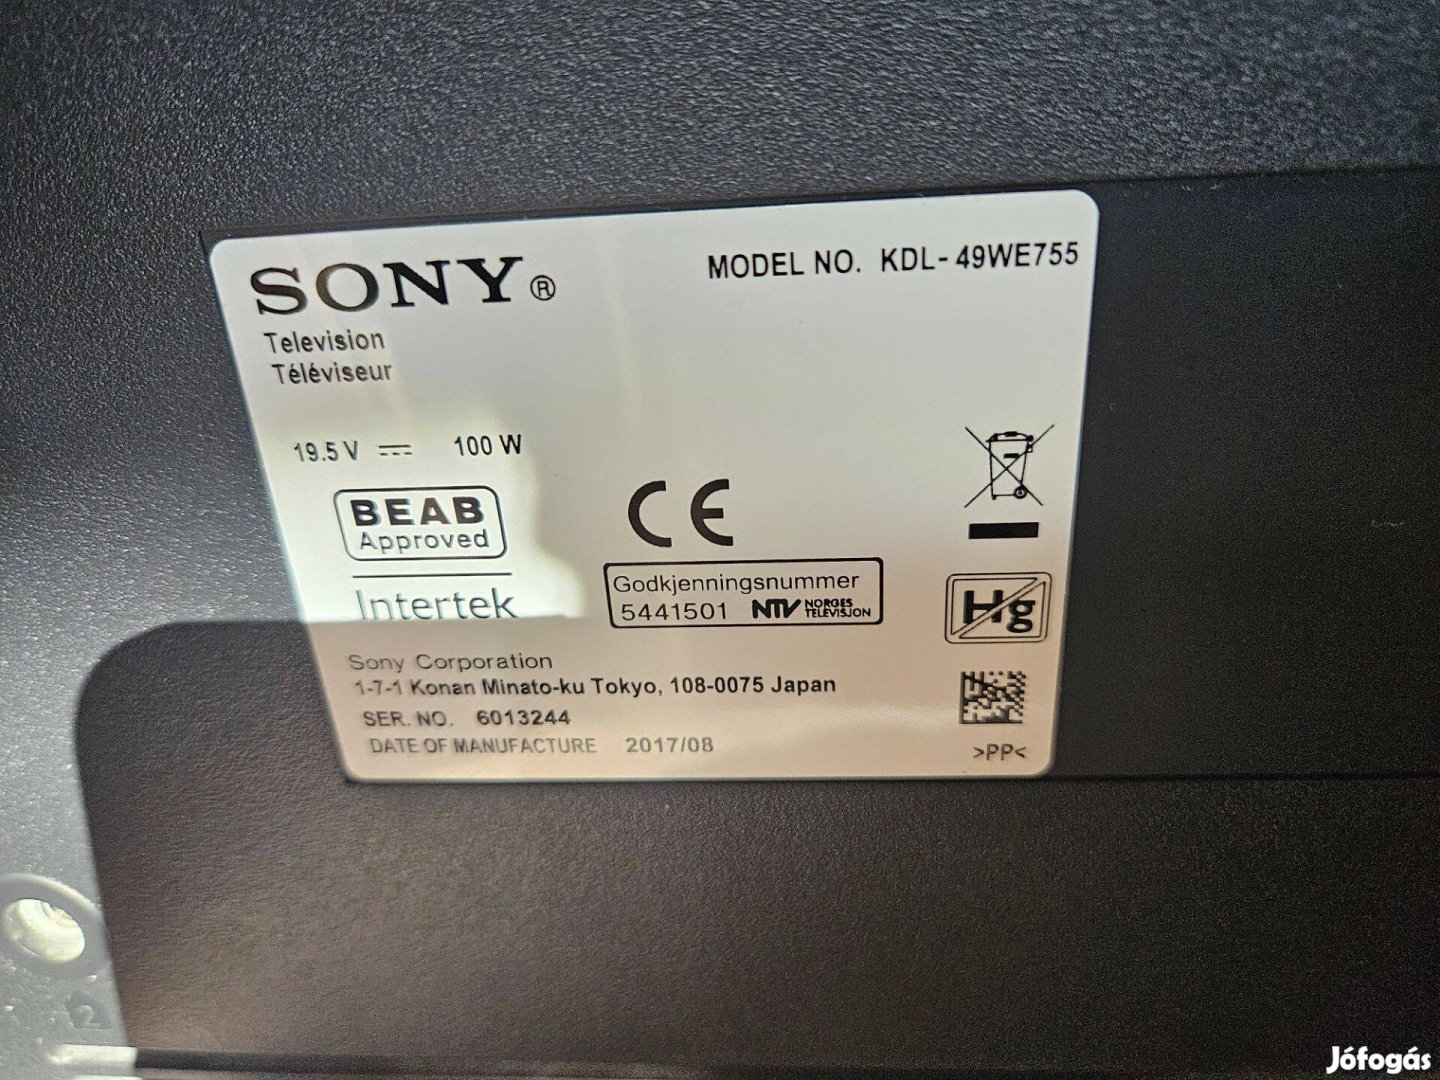 SONY®
MODEL NO. KDL-49WE755
Television
Téléviseur
19.5 V 100 W
BEAB
Approved
Intertek
CE
Godkjenningsnummer
5441501 NTV NORGES TELEVISJON
Hg
Sony Corporation
1-7-1 Konan Minato-ku Tokyo, 108-0075 Japan
SER. NO. 6013244
DATE OF MANUFACTURE 2017/08
>PP<
2
Jófogás